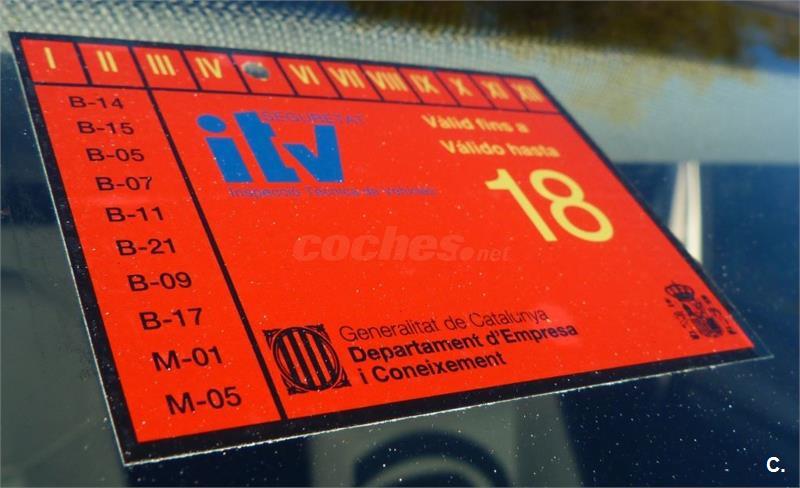 I II III IV VI VII VIII IX X XI XII
B-14
B-15
B-05
B-07
B-11
B-21
B-09
B-17
M-01
M-05
SEGURETAT
itv
Inspecció Tècnica de Vehicles
Vàlid fins a
Válido hasta
18
coches.net
Generalitat de Catalunya
Departament d'Empresa
i Coneixement
C.